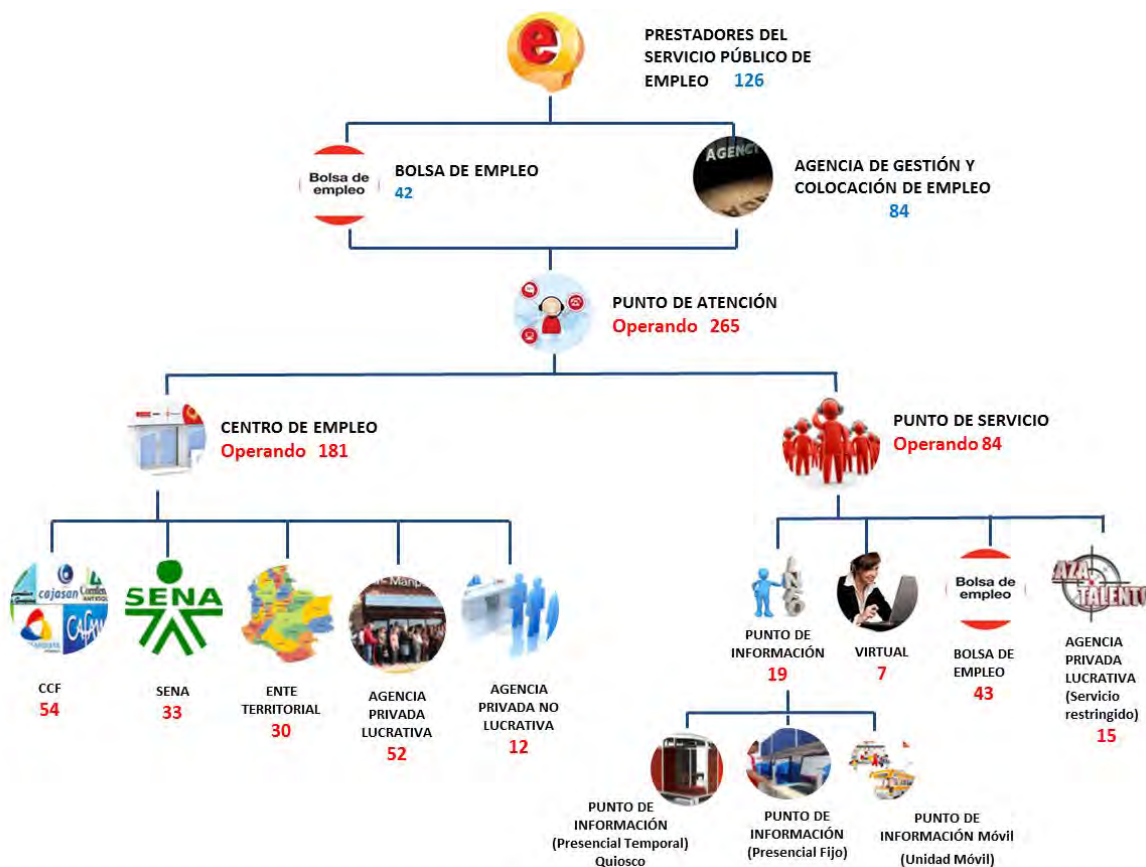 e
PRESTADORES DEL
SERVICIO PÚBLICO DE
EMPLEO 126
Bolsa de
empleo
BOLSA DE EMPLEO
42
AGENCY
AGENCIA DE GESTIÓN Y
COLOCACIÓN DE EMPLEO
84
PUNTO DE ATENCIÓN
Operando 265
CENTRO DE EMPLEO
Operando 181
PUNTO DE SERVICIO
Operando 84
cajasan
SENA
CCF
54
SENA
33
ENTE
TERRITORIAL
30
AGENCIA
PRIVADA
LUCRATIVA
52
AGENCIA
PRIVADA NO
LUCRATIVA
12
PUNTO DE
INFORMACIÓN
19
VIRTUAL
7
Bolsa de
empleo
BOLSA DE
EMPLEO
43
AZA
TALENTO
AGENCIA
PRIVADA
LUCRATIVA
(Servicio
restringido)
15
PUNTO DE
INFORMACIÓN
(Presencial Temporal)
Quiosco
PUNTO DE
INFORMACIÓN
(Presencial Fijo)
PUNTO DE
INFORMACIÓN Móvil
(Unidad Móvil)